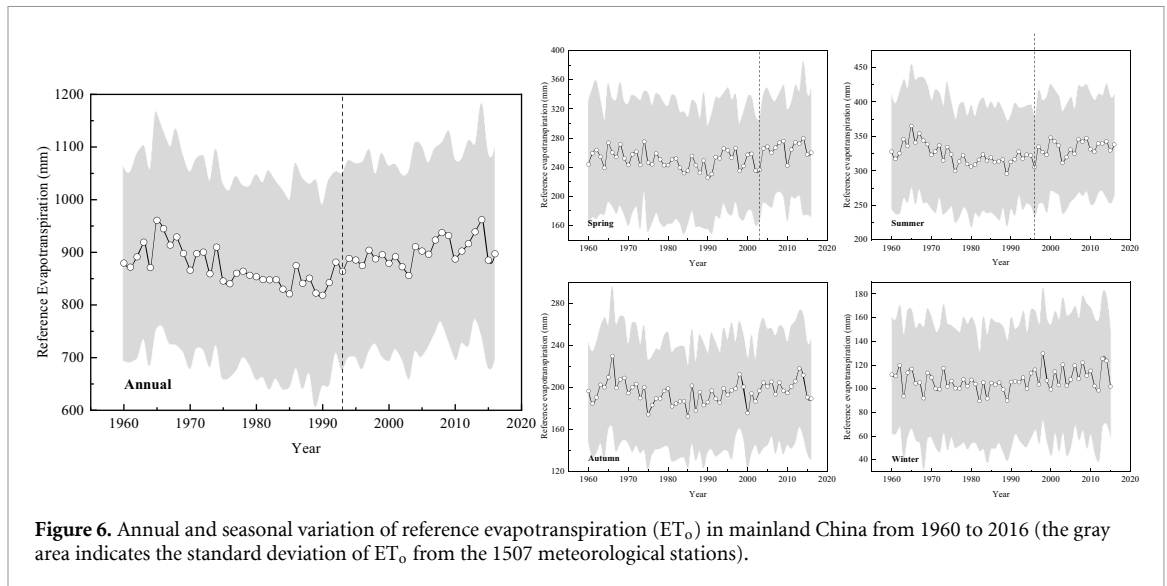 1200
1100
1000
900
800
700
600
Reference Evapotranspiration (mm)
Annual
1960 1970 1980 1990 2000 2010 2020
Year
400
360
320
280
240
200
160
Reference evapotranspiration (mm)
Spring
1960 1970 1980 1990 2000 2010 2020
Year
450
400
350
300
250
200
Reference evapotranspiration (mm)
Summer
1960 1970 1980 1990 2000 2010 2020
Year
280
240
200
160
120
Reference evapotranspiration (mm)
Autumn
1960 1970 1980 1990 2000 2010 2020
Year
180
160
140
120
100
80
60
40
Reference evapotranspiration (mm)
Winter
1960 1970 1980 1990 2000 2010 2020
Year
Figure 6. Annual and seasonal variation of reference evapotranspiration (ETₒ) in mainland China from 1960 to 2016 (the gray
area indicates the standard deviation of ETₒ from the 1507 meteorological stations).